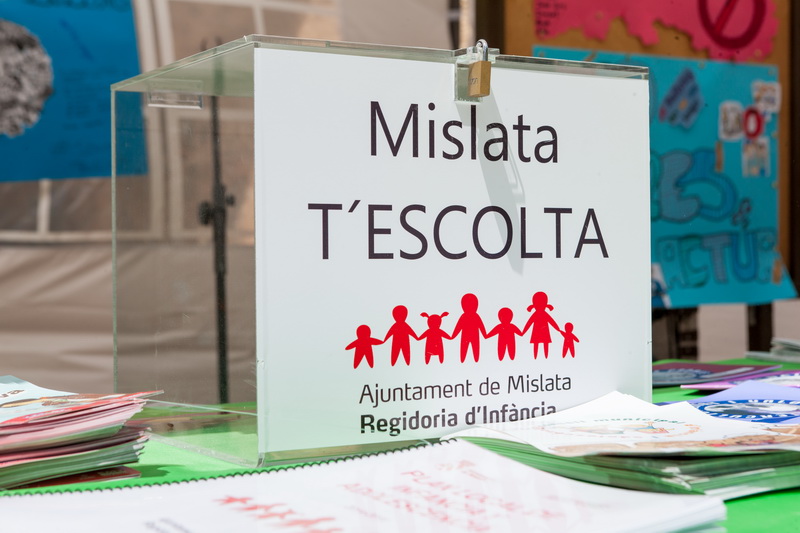 Mislata
T´ESCOLTA
Ajuntament de Mislata
Regidoria d'Infància